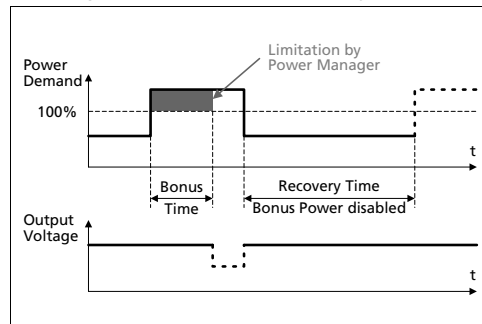 Limitation by
Power Manager
Power
Demand
100%
t
Bonus
Time
Recovery Time
Bonus Power disabled
Output
Voltage
t